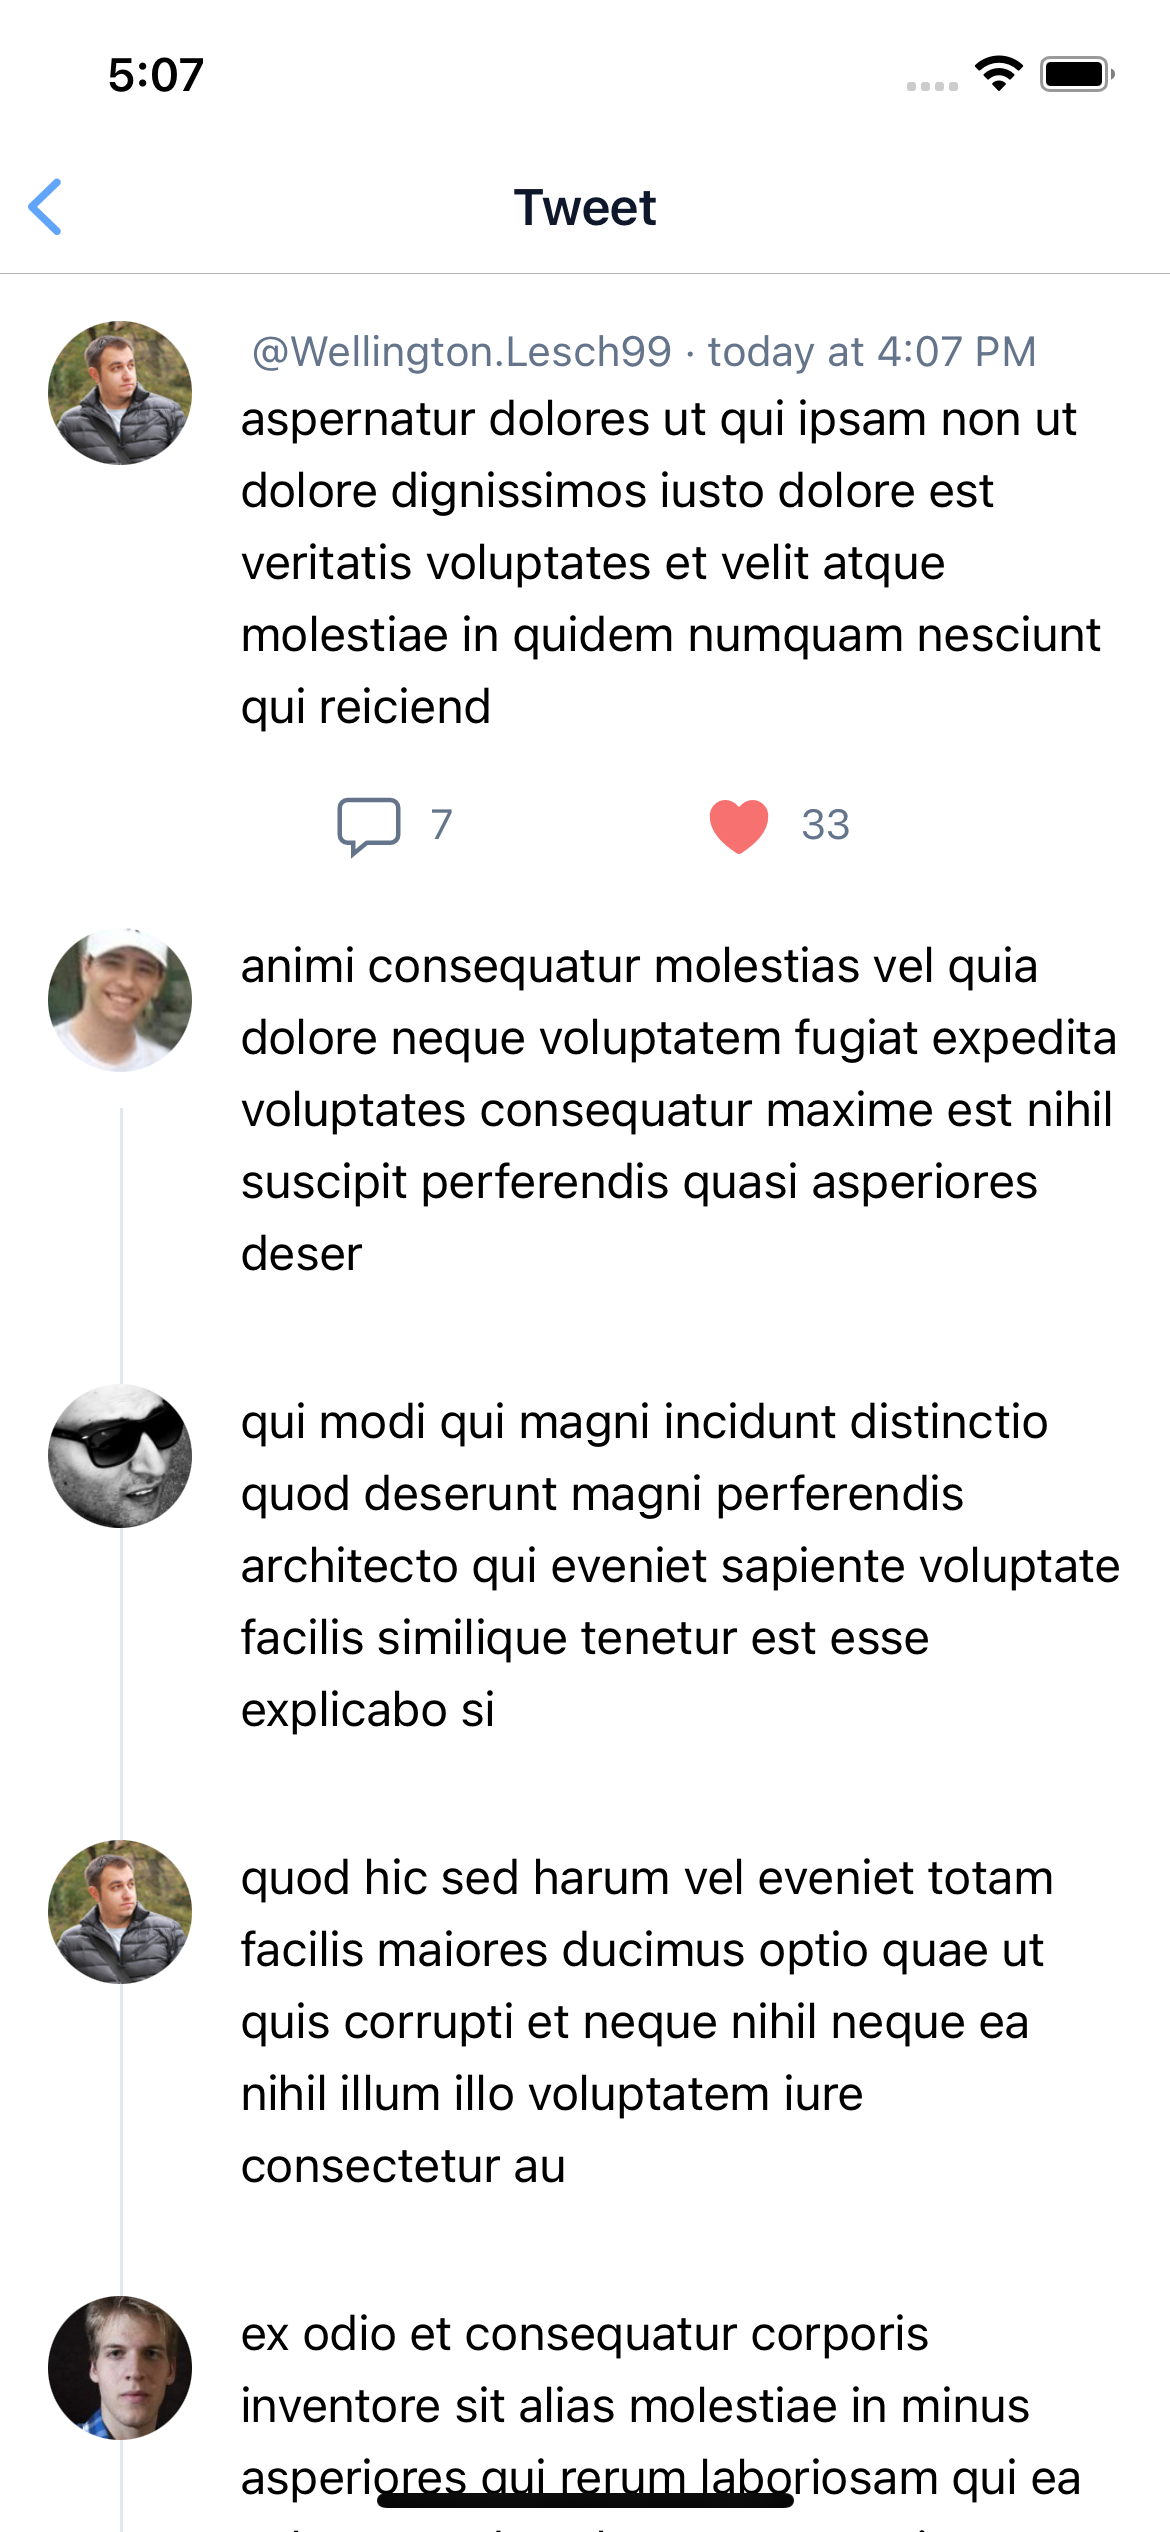 5:07
Tweet
@Wellington.Lesch99 · today at 4:07 PM
aspernatur dolores ut qui ipsam non ut
dolore dignissimos iusto dolore est
veritatis voluptates et velit atque
molestiae in quidem numquam nesciunt
qui reiciend
7 33
animi consequatur molestias vel quia
dolore neque voluptatem fugiat expedita
voluptates consequatur maxime est nihil
suscipit perferendis quasi asperiores
deser
qui modi qui magni incidunt distinctio
quod deserunt magni perferendis
architecto qui eveniet sapiente voluptate
facilis similique tenetur est esse
explicabo si
quod hic sed harum vel eveniet totam
facilis maiores ducimus optio quae ut
quis corrupti et neque nihil neque ea
nihil illum illo voluptatem iure
consectetur au
ex odio et consequatur corporis
inventore sit alias molestiae in minus
asperiores qui rerum laboriosam qui ea